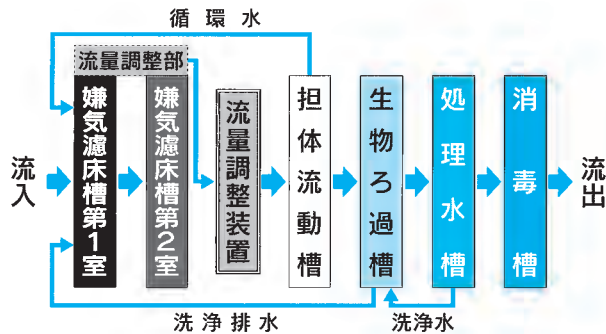 循環水
流量調整部
流入
嫌気濾床槽第1室
嫌気濾床槽第2室
流量調整装置
担体流動槽
生物ろ過槽
処理水槽
消毒槽
流出
洗浄排水
洗浄水